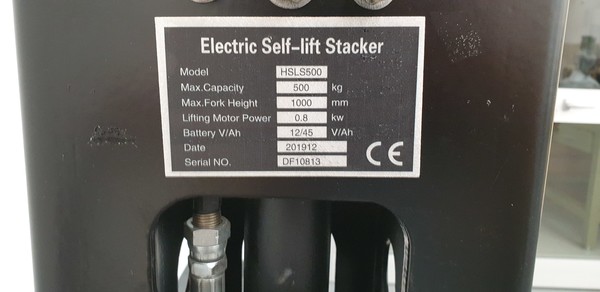 Electric Self-lift Stacker
Model HSLS500
Max.Capacity 500 kg
Max.Fork Height 1000 mm
Lifting Motor Power 0.8 kw
Battery V/Ah 12/45 V/Ah
Date 201912
Serial NO. DF10813
CE